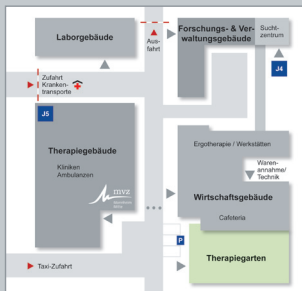 Laborgebäude
Aus-
fahrt
Forschungs- & Ver-
waltungsgebäude
Sucht-
zentrum
J4
Zufahrt
Kranken-
transporte
J5
Therapiegebäude
Kliniken
Ambulanzen
mvz
Ergotherapie / Werkstätten
Waren-
annahme/
Technik
Wirtschaftsgebäude
Cafeteria
P
Therapiegarten
Taxi-Zufahrt